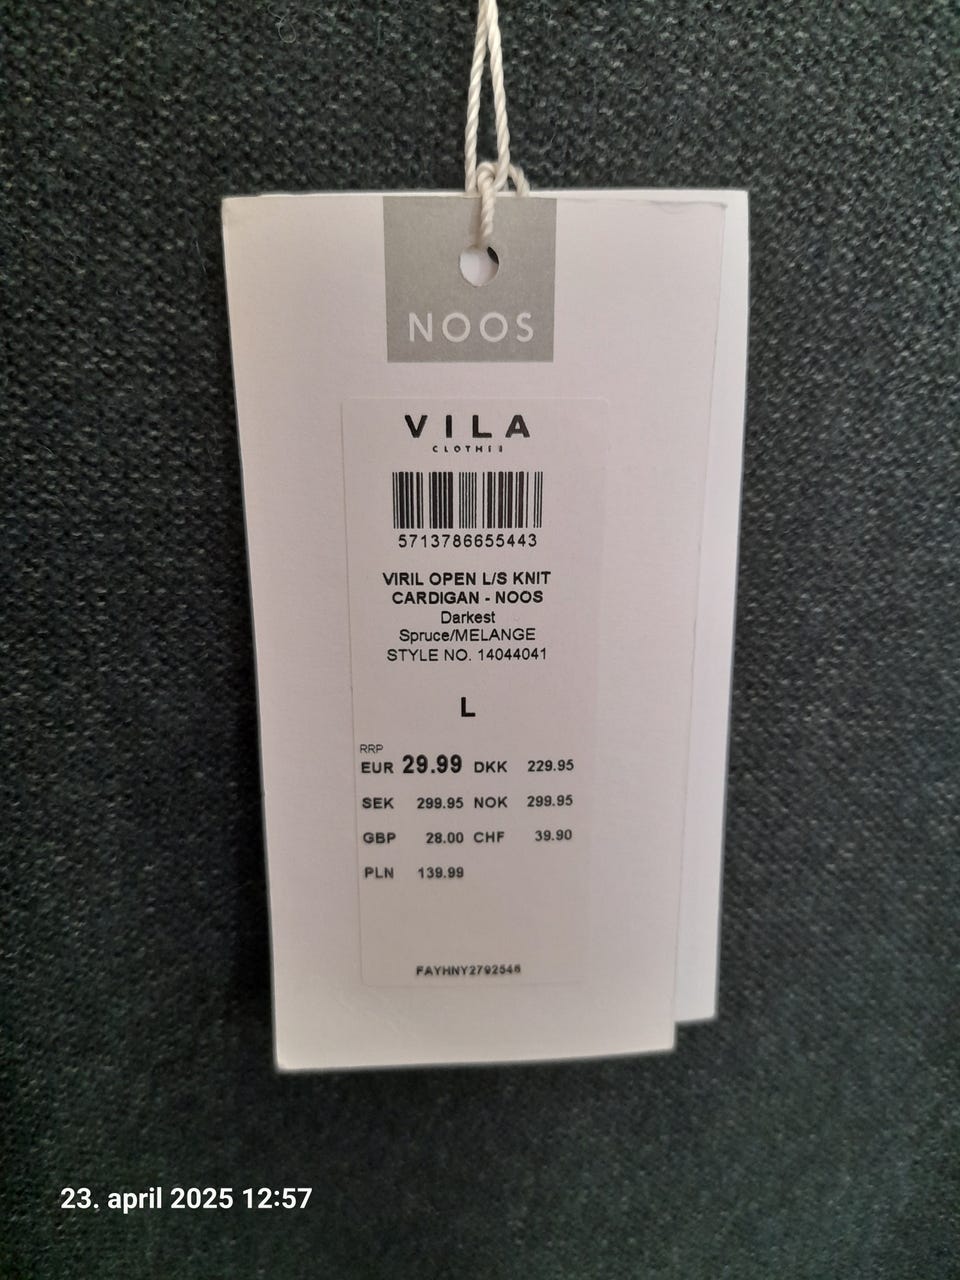 NOOS
VILA
CLOTHES
5713786655443
VIRIL OPEN L/S KNIT
CARDIGAN - NOOS
Darkest
Spruce/MELANGE
STYLE NO. 14044041
L
RRP
EUR 29.99 DKK 229.95
SEK 299.95 NOK 299.95
GBP 28.00 CHF 39.90
PLN 139.99
FAYHNY2792546
23. april 2025 12:57